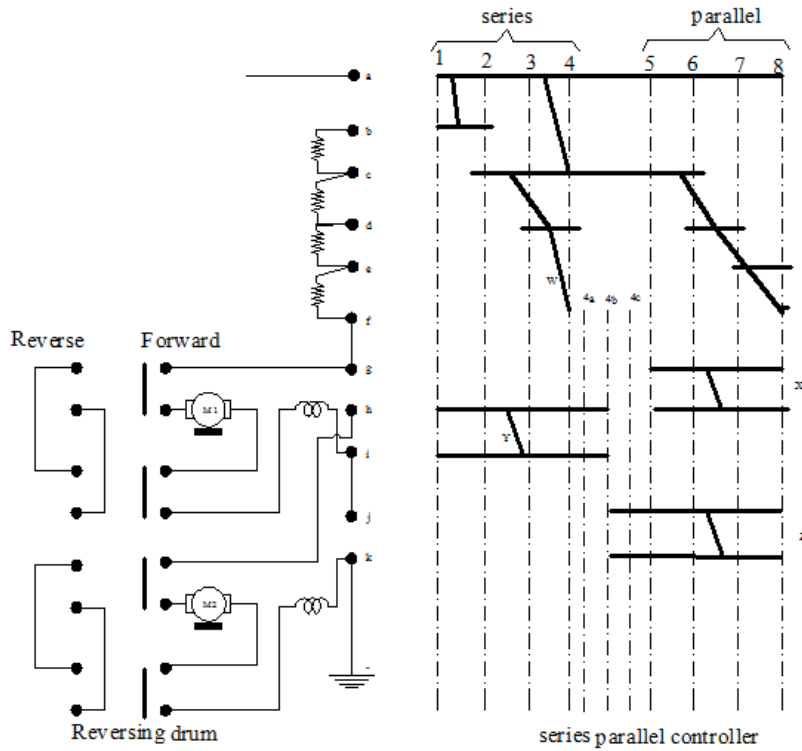 series parallel
1 2 3 4 5 6 7 8
a
b
c
d
e
W
4a 4b 4c
f
Reverse Forward
g
x
M1
h
Y
i
j
z
k
M2
-
Reversing drum
series parallel controller